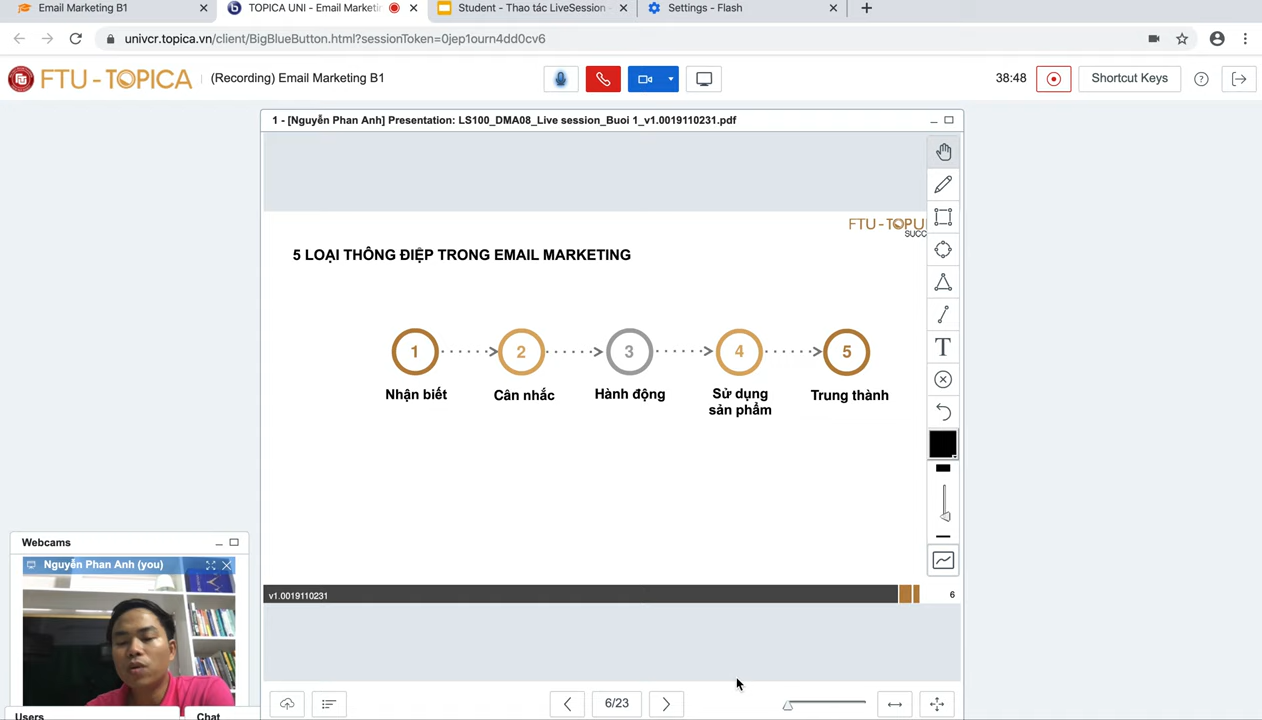 Email Marketing B1
TOPICA UNI - Email Marketin
Student - Thao tác LiveSession -
Settings - Flash
univcr.topica.vn/client/BigBlueButton.html?sessionToken=0jep1ourn4dd0cv6
FTU - TOPICA
(Recording) Email Marketing B1
38:48
Shortcut Keys
1 - [Nguyễn Phan Anh] Presentation: LS100_DMA08_Live session_Buoi 1_v1.0019110231.pdf
FTU - TOPU
SUCC
5 LOẠI THÔNG ĐIỆP TRONG EMAIL MARKETING
1
2
3
4
5
Nhận biết
Cân nhắc
Hành động
Sử dụng
sản phẩm
Trung thành
T
Webcams
Nguyễn Phan Anh (you)
v1.0019110231
6
6/23
Users
Chat